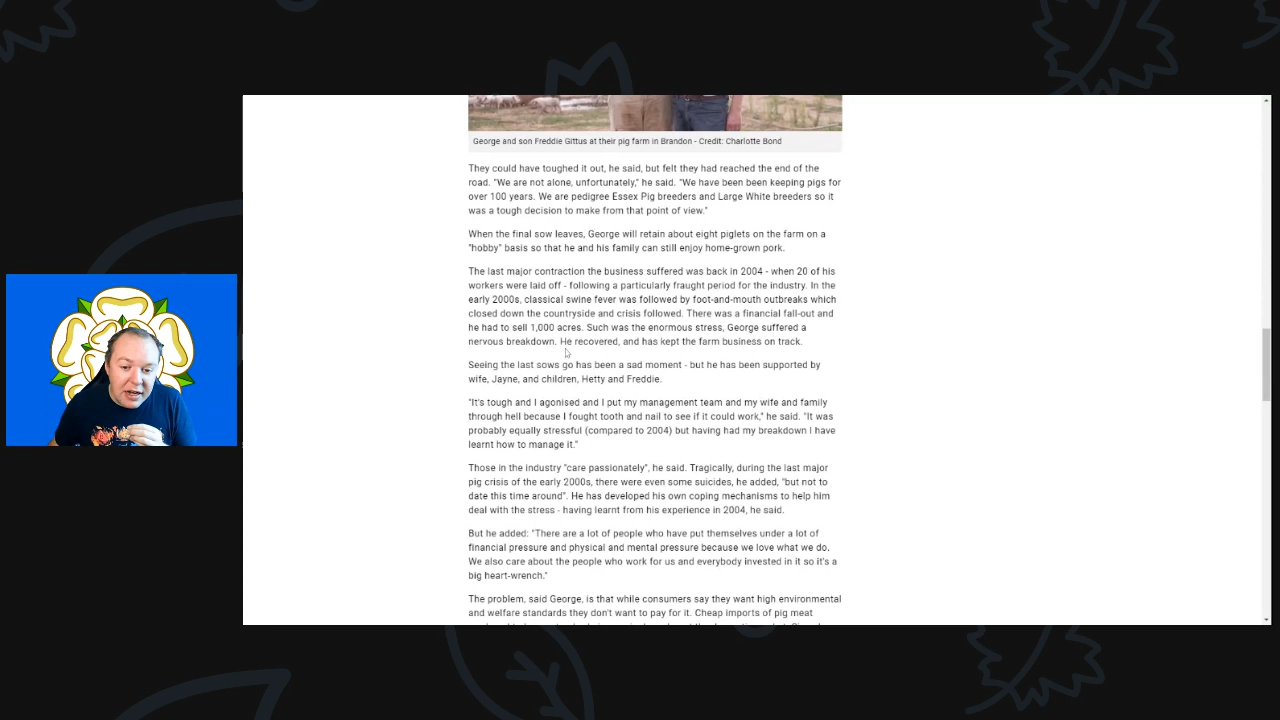 George and son Freddie Gittus at their pig farm in Brandon - Credit: Charlotte Bond
They could have toughed it out, he said, but felt they had reached the end of the
road. "We are not alone, unfortunately," he said. "We have been been keeping pigs for
over 100 years. We are pedigree Essex Pig breeders and Large White breeders so it
was a tough decision to make from that point of view."
When the final sow leaves, George will retain about eight piglets on the farm on a
"hobby" basis so that he and his family can still enjoy home-grown pork.
The last major contraction the business suffered was back in 2004 - when 20 of his
workers were laid off - following a particularly fraught period for the industry. In the
early 2000s, classical swine fever was followed by foot-and-mouth outbreaks which
closed down the countryside and crisis followed. There was a financial fall-out and
he had to sell 1,000 acres. Such was the enormous stress, George suffered a
nervous breakdown. He recovered, and has kept the farm business on track.
Seeing the last sows go has been a sad moment - but he has been supported by
wife, Jayne, and children, Hetty and Freddie.
"It's tough and I agonised and I put my management team and my wife and family
through hell because I fought tooth and nail to see if it could work," he said. "It was
probably equally stressful (compared to 2004) but having had my breakdown I have
learnt how to manage it."
Those in the industry "care passionately", he said. Tragically, during the last major
pig crisis of the early 2000s, there were even some suicides, he added, "but not to
date this time around". He has developed his own coping mechanisms to help him
deal with the stress - having learnt from his experience in 2004, he said.
But he added: "There are a lot of people who have put themselves under a lot of
financial pressure and physical and mental pressure because we love what we do.
We also care about the people who work for us and everybody invested in it so it's a
big heart-wrench."
The problem, said George, is that while consumers say they want high environmental
and welfare standards they don't want to pay for it. Cheap imports of pig meat